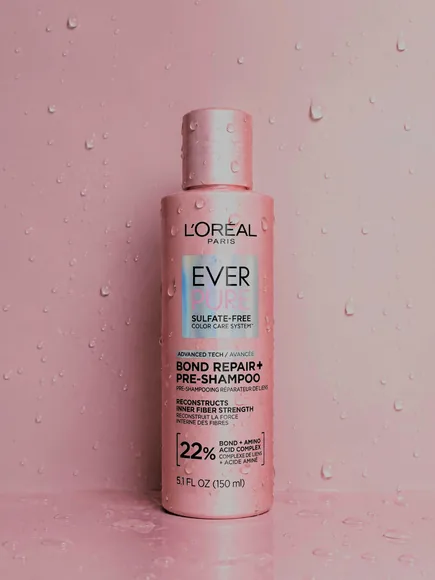 L'ORÉAL
PARIS
EVER
PURE
SULFATE-FREE
COLOR CARE SYSTEM™
ADVANCED TECH / AVANCÉE
BOND REPAIR+
PRE-SHAMPOO
PRÉ-SHAMPOOING RÉPARATEUR DE LIENS
RECONSTRUCTS
INNER FIBER STRENGTH
RECONSTRUIT LA FORCE
INTERNE DES FIBRES
22% BOND + AMINO
ACID COMPLEX
COMPLEXE DE LIENS
+ ACIDE AMINÉ
5.1 FL OZ (150 ml)